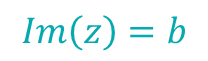 Im(z) = b